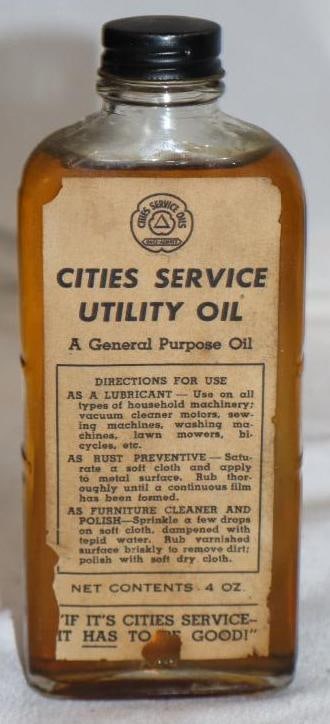 CITIES SERVICE OILS
CITIES SERVICE
UTILITY OIL
A General Purpose Oil
DIRECTIONS FOR USE
AS A LUBRICANT — Use on all
types of household machinery;
vacuum cleaner motors, sew-
ing machines, washing ma-
chines, lawn mowers, bi-
cycles, etc.
AS RUST PREVENTIVE — Satu-
rate a soft cloth and apply
to metal surface. Rub thor-
oughly until a continuous film
has been formed.
AS FURNITURE CLEANER AND
POLISH—Sprinkle a few drops
on soft cloth, dampened with
tepid water. Rub varnished
surface briskly to remove dirt;
polish with soft dry cloth.
NET CONTENTS 4 OZ.
"IF IT'S CITIES SERVICE–
IT HAS TO BE GOOD!"